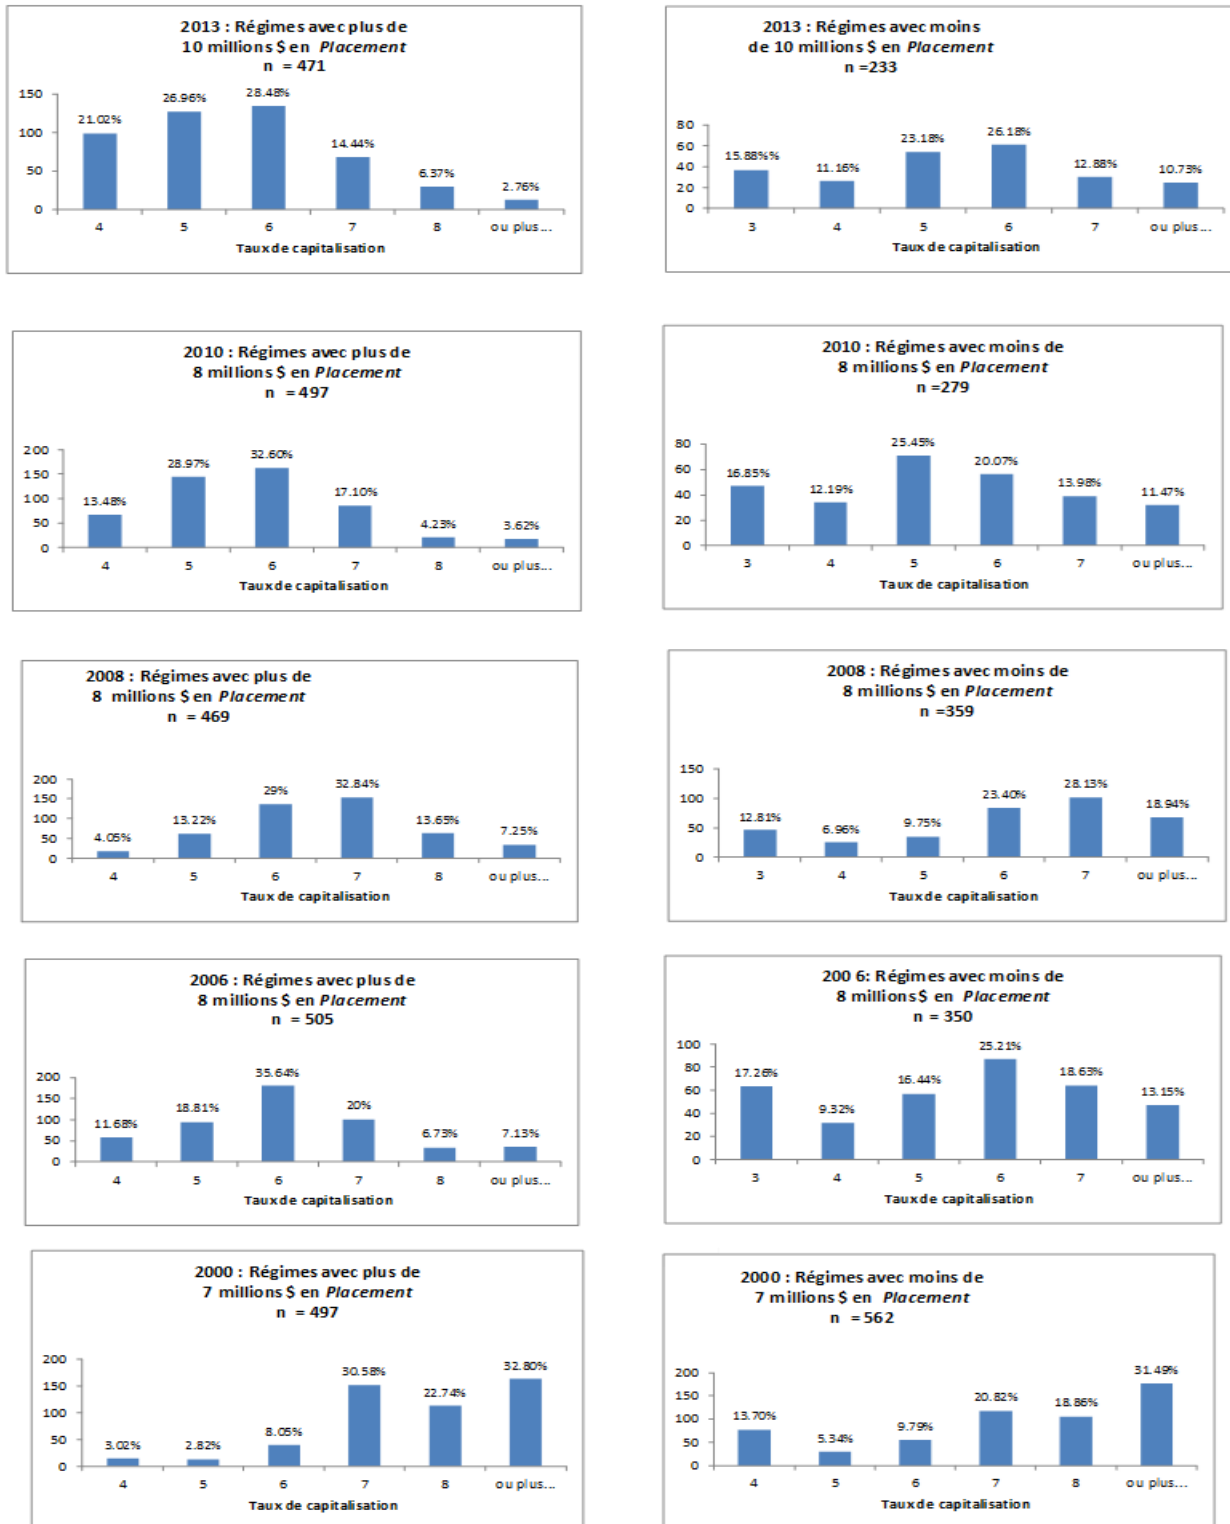 2013 : Régimes avec plus de
10 millions $ en Placement
n = 471
150
100
50
0
21.02%
26.96%
28.48%
14.44%
6.37%
2.76%
4 5 6 7 8 ou plus...
Taux de capitalisation
2013 : Régimes avec moins
de 10 millions $ en Placement
n =233
80
60
40
20
0
15.88%%
11.16%
23.18%
26.18%
12.88%
10.73%
3 4 5 6 7 ou plus...
Taux de capitalisation
2010 : Régimes avec plus de
8 millions $ en Placement
n = 497
200
150
100
50
0
13.48%
28.97%
32.60%
17.10%
4.23%
3.62%
4 5 6 7 8 ou plus...
Taux de capitalisation
2010 : Régimes avec moins de
8 millions $ en Placement
n =279
80
60
40
20
0
16.85%
12.19%
25.45%
20.07%
13.98%
11.47%
3 4 5 6 7 ou plus...
Taux de capitalisation
2008 : Régimes avec plus de
8 millions $ en Placement
n = 469
200
150
100
50
0
4.05%
13.22%
29%
32.84%
13.65%
7.25%
4 5 6 7 8 ou plus...
Taux de capitalisation
2008 : Régimes avec moins de
8 millions $ en Placement
n =359
150
100
50
0
12.81%
6.96%
9.75%
23.40%
28.13%
18.94%
3 4 5 6 7 ou plus...
Taux de capitalisation
2006 : Régimes avec plus de
8 millions $ en Placement
n = 505
200
150
100
50
0
11.68%
18.81%
35.64%
20%
6.73%
7.13%
4 5 6 7 8 ou plus...
Taux de capitalisation
200 6: Régimes avec moins de
8 millions $ en Placement
n = 350
100
80
60
40
20
0
17.26%
9.32%
16.44%
25.21%
18.63%
13.15%
3 4 5 6 7 ou plus...
Taux de capitalisation
2000 : Régimes avec plus de
7 millions $ en Placement
n = 497
200
150
100
50
0
3.02%
2.82%
8.05%
30.58%
22.74%
32.80%
4 5 6 7 8 ou plus...
Taux de capitalisation
2000 : Régimes avec moins de
7 millions $ en Placement
n = 562
200
150
100
50
0
13.70%
5.34%
9.79%
20.82%
18.86%
31.49%
4 5 6 7 8 ou plus...
Taux de capitalisation